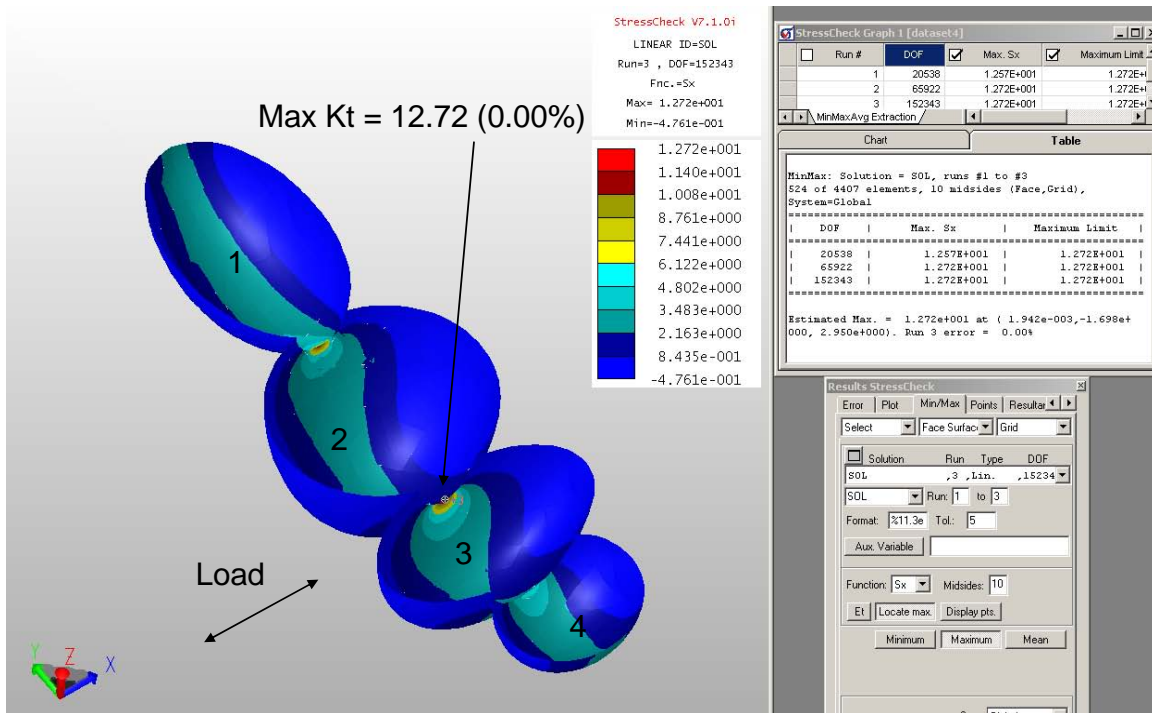 StressCheck V7.1.0i
LINEAR ID=SOL
Run=3 , DOF=152343
Fnc.=Sx
Max= 1.272e+001
Min=-4.761e-001
Max Kt = 12.72 (0.00%)
1.272e+001
1.140e+001
1.008e+001
8.761e+000
7.441e+000
6.122e+000
4.802e+000
3.483e+000
2.163e+000
8.435e-001
-4.761e-001
1
2
3
4
Load
Y
Z
X
StressCheck Graph 1 [dataset4]
Run # DOF Max. Sx Maximum Limit
1 20538 1.257E+001 1.272E+
2 65922 1.272E+001 1.272E+
3 152343 1.272E+001 1.272E+
MinMaxAvg Extraction
Chart Table
MinMax: Solution = SOL, runs #1 to #3
524 of 4407 elements, 10 midsides (Face,Grid),
System=Global
| DOF | Max. Sx | Maximum Limit |
| 20538 | 1.257E+001 | 1.272E+001 |
| 65922 | 1.272E+001 | 1.272E+001 |
| 152343 | 1.272E+001 | 1.272E+001 |
Estimated Max. = 1.272e+001 at ( 1.942e-003,-1.698e+
000, 2.950e+000). Run 3 error = 0.00%
Results StressCheck
Error Plot Min/Max Points Resultar
Select Face Surfac Grid
Solution Run Type DOF
SOL ,3 ,Lin. ,15234
SOL Run: 1 to 3
Format: %11.3e Tol.: 5
Aux. Variable
Function: Sx Midsides: 10
Et Locate max. Display pts.
Minimum Maximum Mean